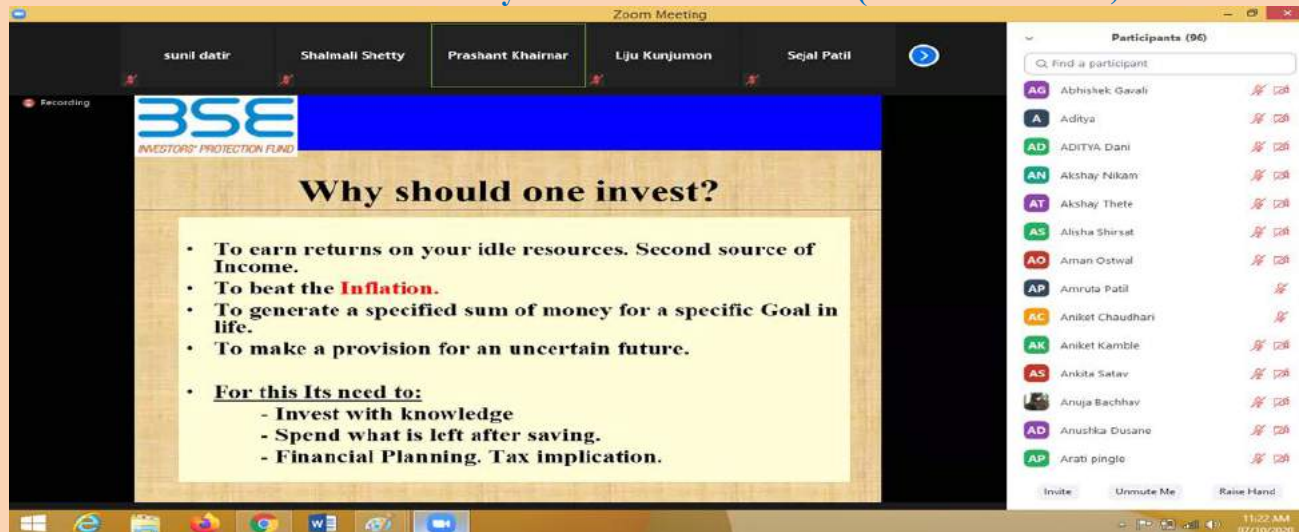 Zoom Meeting
sunil datir
Shalmali Shetty
Prashant Khairnar
Liju Kunjumon
Sejal Patil
Recording
BSE
INVESTORS' PROTECTION FUND
Why should one invest?
• To earn returns on your idle resources. Second source of
Income.
• To beat the Inflation.
• To generate a specified sum of money for a specific Goal in
life.
• To make a provision for an uncertain future.
• For this Its need to:
- Invest with knowledge
- Spend what is left after saving.
- Financial Planning. Tax implication.
Participants (96)
Find a participant
AG Abhishek Gavali
A Aditya
AD ADITYA Dani
AN Akshay Nikam
AT Akshay Thete
AS Alisha Shirsat
AO Aman Ostwal
AP Amruta Patil
AC Aniket Chaudhari
AK Aniket Kamble
AS Ankita Satav
Anuja Bachhav
AD Anushka Dusane
AP Arati pingle
Invite
Unmute Me
Raise Hand
11:22 AM
07/10/2020